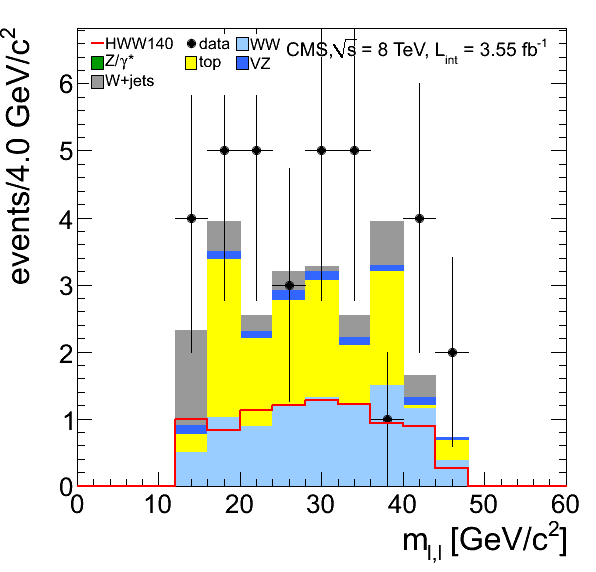 events/4.0 GeV/c²
HWW140 data WW CMS, √s = 8 TeV, L_int = 3.55 fb⁻¹
Z/γ* top VZ
W+jets
6
5
4
3
2
1
0
0 10 20 30 40 50 60
m_l,l [GeV/c²]